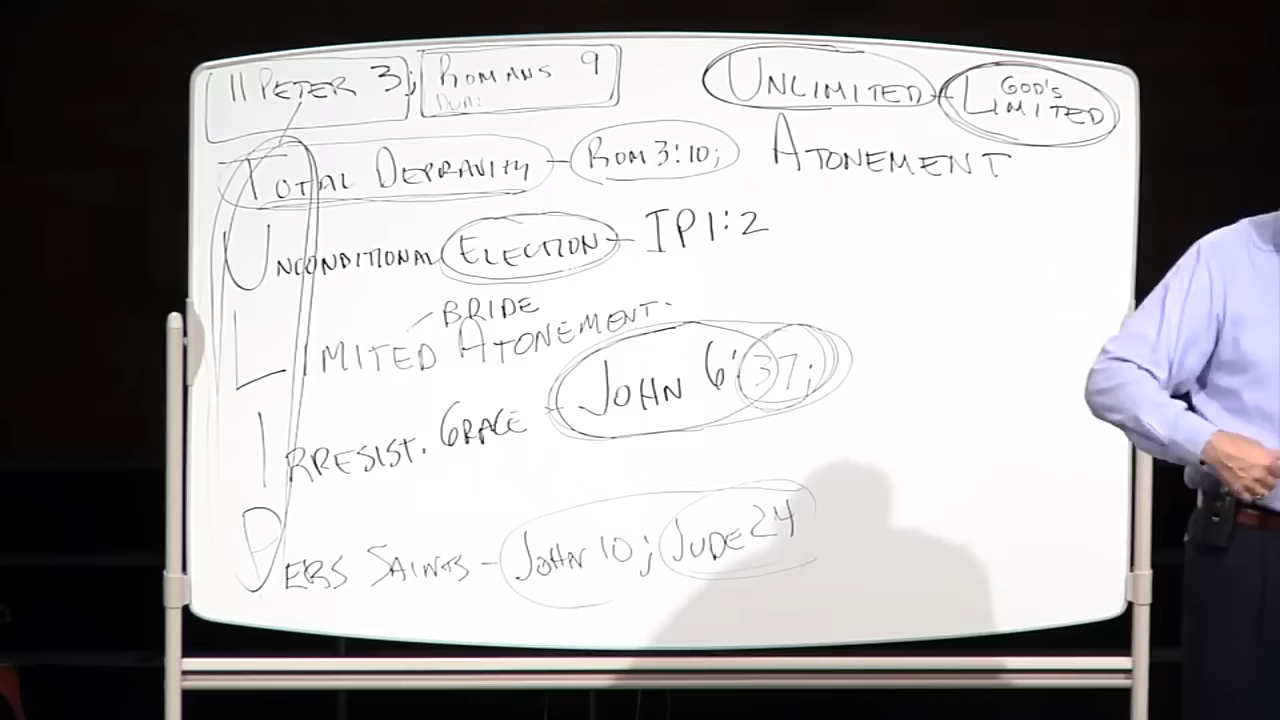 II PETER 3; ROMANS 9
UNLIMITED - GOD'S LIMITED
ATONEMENT
TOTAL DEPRAVITY - ROM 3:10;
UNCONDITIONAL ELECTION - I P 1:2
- BRIDE
LIMITED ATONEMENT.
IRRESIST. GRACE - JOHN 6:37;
PERS SAINTS - JOHN 10; JUDE 24